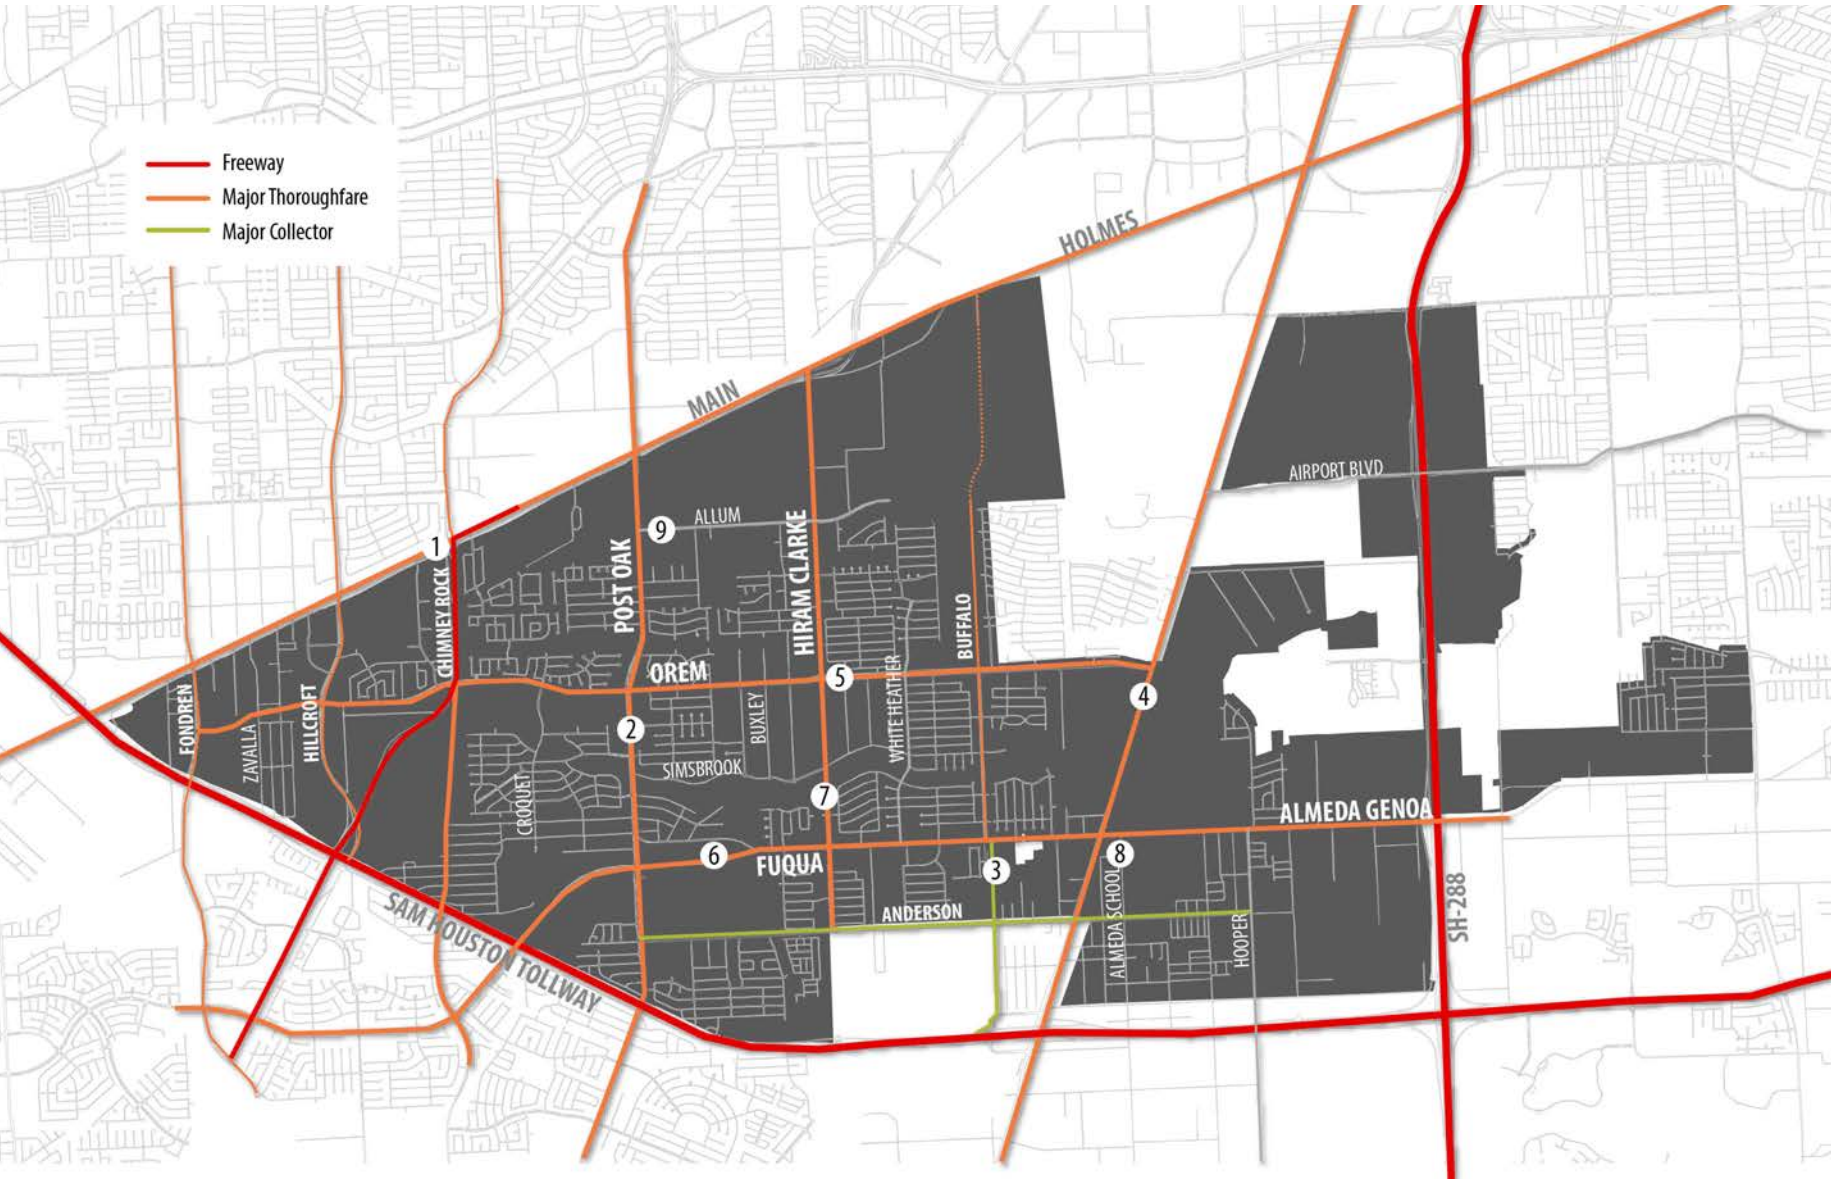 Freeway
Major Thoroughfare
Major Collector
HOLMES
MAIN
AIRPORT BLVD
ALLUM
9
1
POST OAK
HIRAM CLARKE
CHIMNEY ROCK
BUFFALO
OREM
5
4
WHITE HEATHER
FONDREN
HILLCROFT
ZAVALLA
2
BUXLEY
SIMSBROOK
CROQUET
7
ALMEDA GENOA
6
FUQUA
8
3
SAM HOUSTON TOLLWAY
ANDERSON
ALMEDA SCHOOL
HOOPER
SH-288